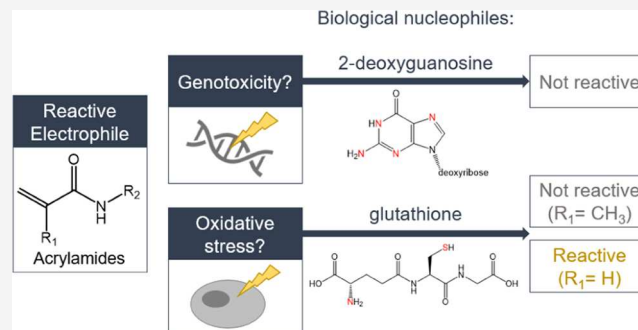 Biological nucleophiles:
Genotoxicity?
2-deoxyguanosine
Not reactive
O
HN
N
H₂N
N
N
deoxyribose
Reactive
Electrophile
O
R₂
N
H
R₁
Acrylamides
Oxidative
stress?
glutathione
Not reactive
(R₁= CH₃)
Reactive
(R₁= H)
SH
O
O
H
N
O
HO
N
H
OH
NH₂
O
O